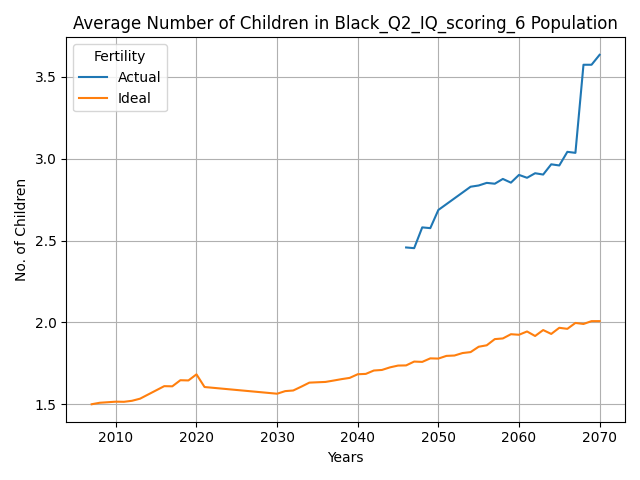 Average Number of Children in Black_Q2_IQ_scoring_6 Population
Fertility
Actual
Ideal
No. of Children
3.5
3.0
2.5
2.0
1.5
2010 2020 2030 2040 2050 2060 2070
Years